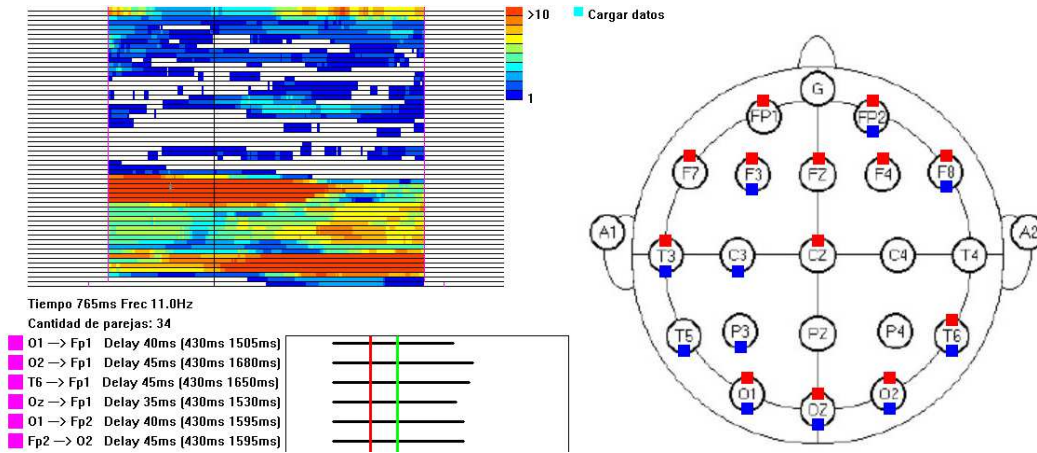 >10
1
Cargar datos
Tiempo 765ms Frec 11.0Hz
Cantidad de parejas: 34
O1 —> Fp1 Delay 40ms (430ms 1505ms)
O2 —> Fp1 Delay 45ms (430ms 1680ms)
T6 —> Fp1 Delay 45ms (430ms 1650ms)
Oz —> Fp1 Delay 35ms (430ms 1530ms)
O1 —> Fp2 Delay 40ms (430ms 1595ms)
Fp2 —> O2 Delay 45ms (430ms 1595ms)
G
FP1 FP2
F7 F3 FZ F4 F8
A1 A2
T3 C3 CZ C4 T4
T5 P3 PZ P4 T6
O1 OZ O2